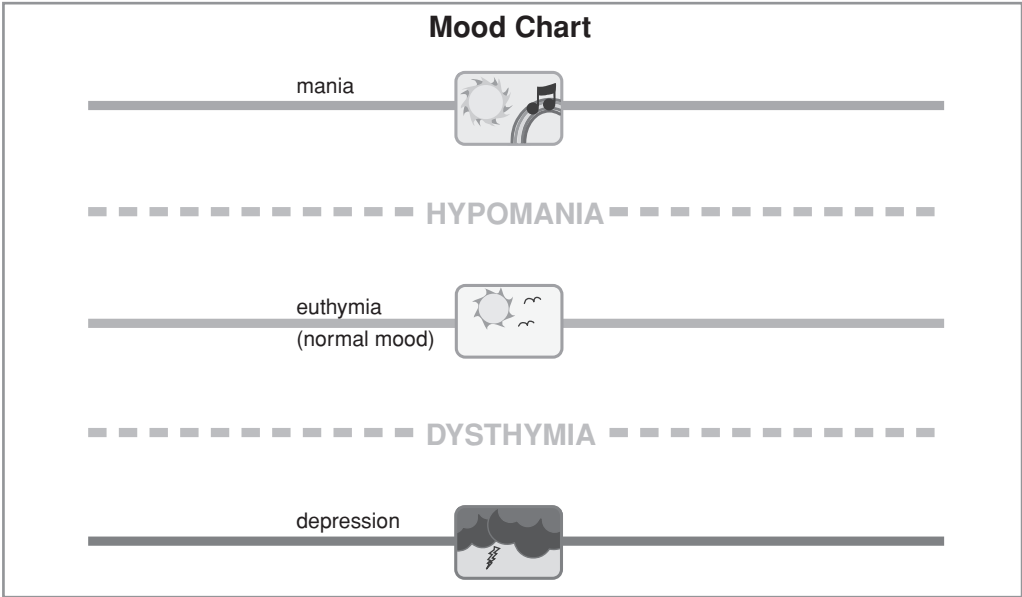 Mood Chart
mania
HYPOMANIA
euthymia
(normal mood)
DYSTHYMIA
depression